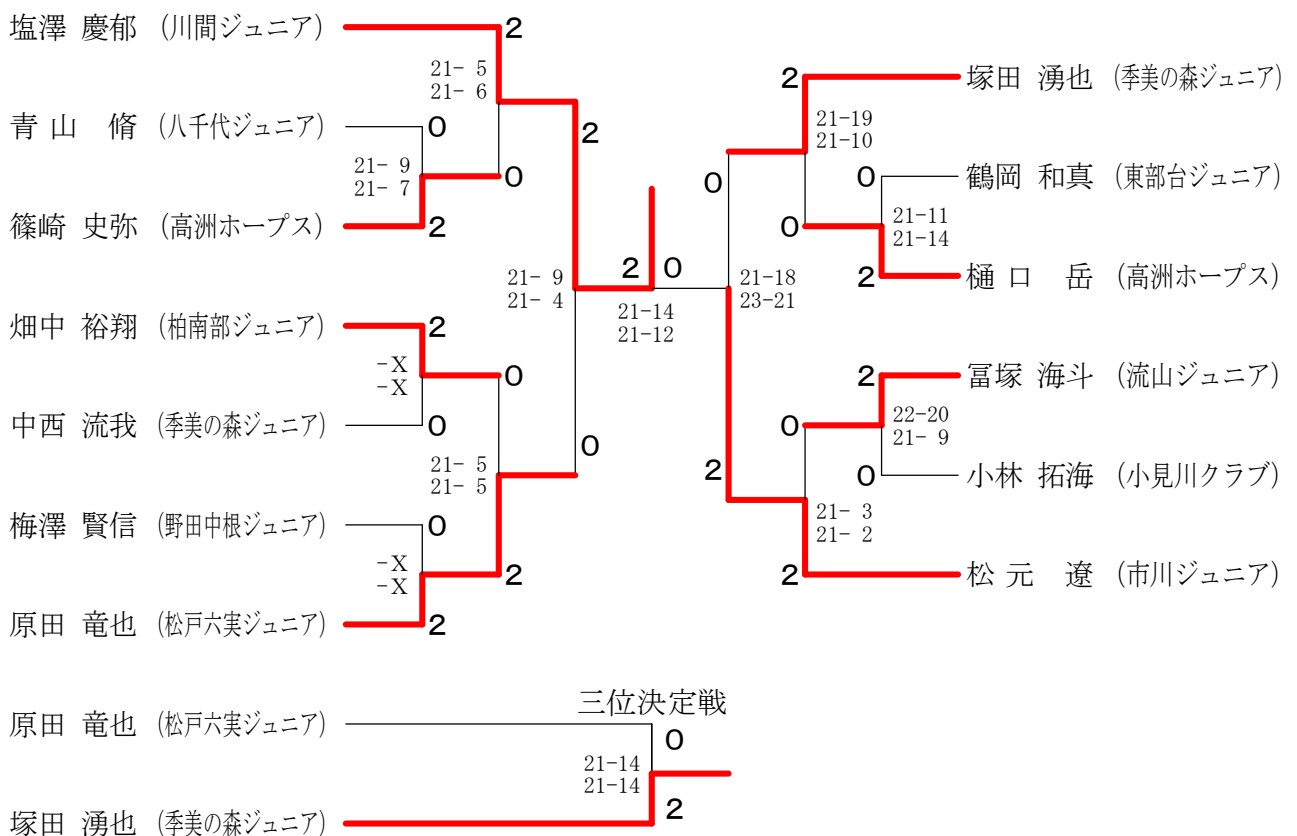 塩澤 慶郁 (川間ジュニア)
2
21- 5
21- 6
青 山 脩 (八千代ジュニア)
0
21- 9
21- 7
0
篠崎 史弥 (高洲ホープス)
2
2
21- 9
21- 4
畑中 裕翔 (柏南部ジュニア)
2
-X
-X
0
中西 流我 (季美の森ジュニア)
0
21- 5
21- 5
0
梅澤 賢信 (野田中根ジュニア)
0
-X
-X
2
原田 竜也 (松戸六実ジュニア)
2
2 0
21-14
21-12
2
塚田 湧也 (季美の森ジュニア)
21-19
21-10
0
0
鶴岡 和真 (東部台ジュニア)
0
21-11
21-14
2
樋 口 岳 (高洲ホープス)
21-18
23-21
2
冨塚 海斗 (流山ジュニア)
0
22-20
21- 9
0
小林 拓海 (小見川クラブ)
2
21- 3
21- 2
2
松 元 遼 (市川ジュニア)
三位決定戦
原田 竜也 (松戸六実ジュニア)
0
21-14
21-14
2
塚田 湧也 (季美の森ジュニア)